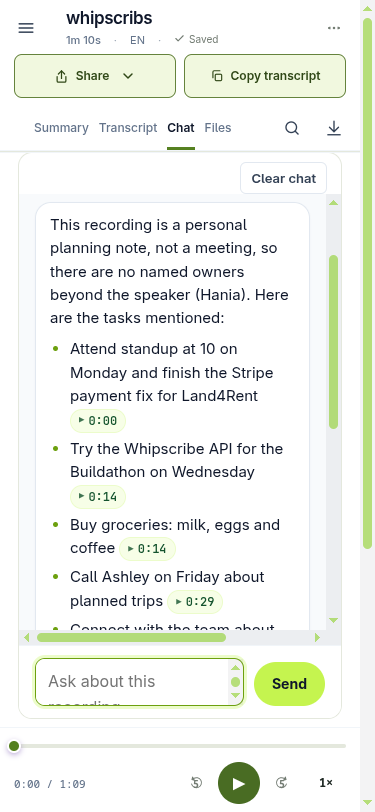 whipscribs
1m 10s · EN · Saved
Share
Copy transcript
Summary Transcript Chat Files
Clear chat
This recording is a personal
planning note, not a meeting, so
there are no named owners
beyond the speaker (Hania). Here
are the tasks mentioned:
Attend standup at 10 on
Monday and finish the Stripe
payment fix for Land4Rent
0:00
Try the Whipscribe API for the
Buildathon on Wednesday
0:14
Buy groceries: milk, eggs and
coffee 0:14
Call Ashley on Friday about
planned trips 0:29
Connect with the team about
Ask about this
recording
Send
0:00 / 1:09
5
5
1×